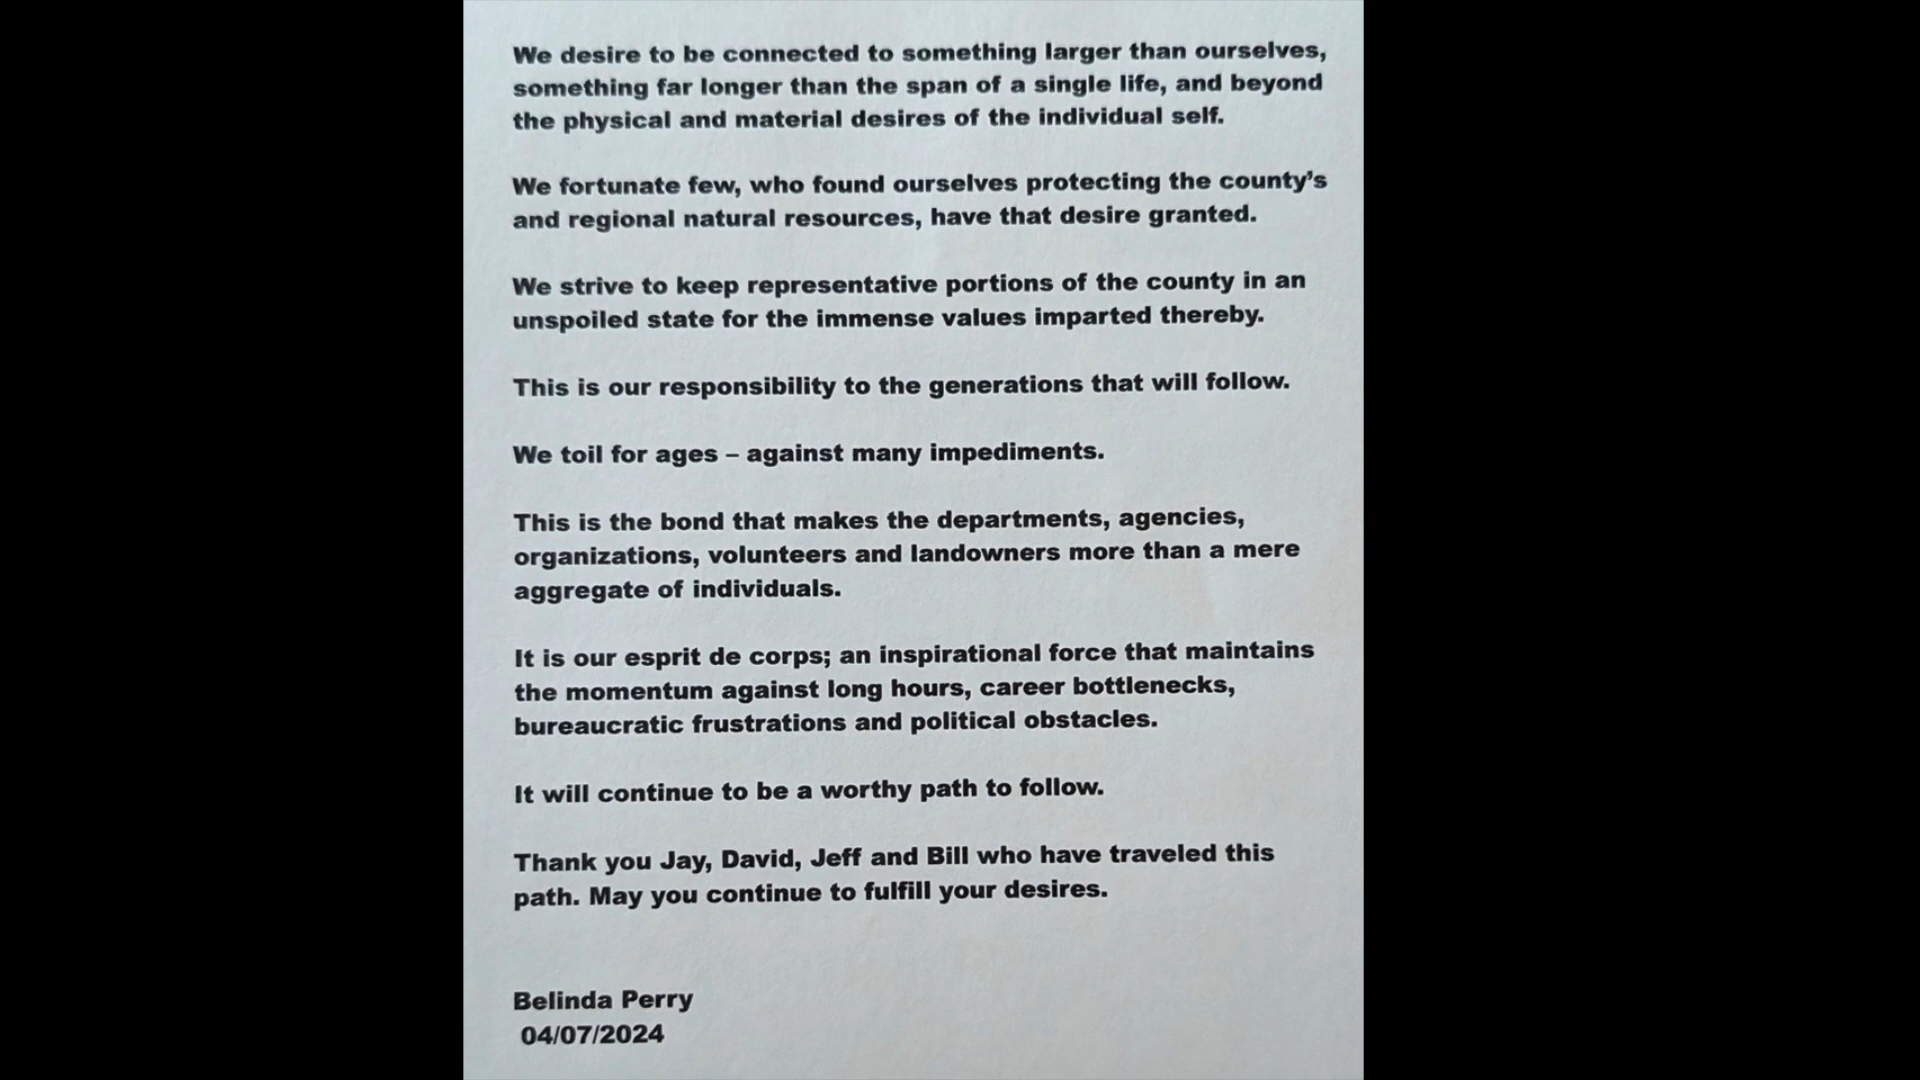 We desire to be connected to something larger than ourselves,
something far longer than the span of a single life, and beyond
the physical and material desires of the individual self.
We fortunate few, who found ourselves protecting the county's
and regional natural resources, have that desire granted.
We strive to keep representative portions of the county in an
unspoiled state for the immense values imparted thereby.
This is our responsibility to the generations that will follow.
We toil for ages – against many impediments.
This is the bond that makes the departments, agencies,
organizations, volunteers and landowners more than a mere
aggregate of individuals.
It is our esprit de corps; an inspirational force that maintains
the momentum against long hours, career bottlenecks,
bureaucratic frustrations and political obstacles.
It will continue to be a worthy path to follow.
Thank you Jay, David, Jeff and Bill who have traveled this
path. May you continue to fulfill your desires.
Belinda Perry
04/07/2024